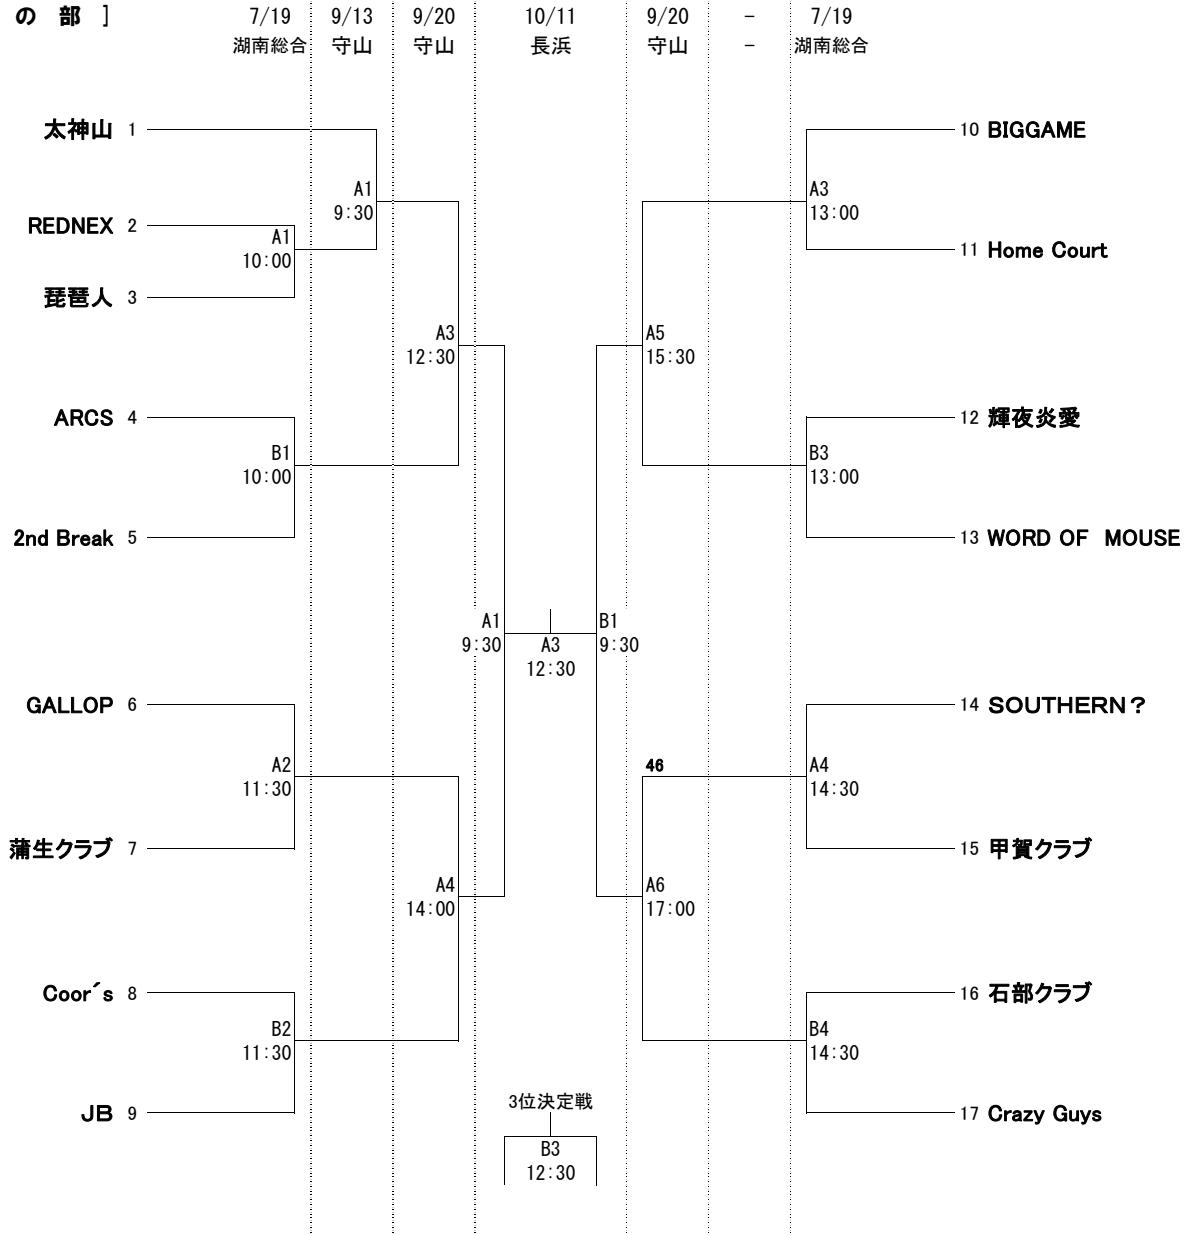 の 部 ］ 7/19 9/13 9/20 10/11 9/20 - 7/19
湖南総合 守山 守山 長浜 守山 - 湖南総合
太神山 1
10 BIGGAME
A1
9:30
A3
13:00
REDNEX 2
A1
10:00
11 Home Court
琵琶人 3
A3
12:30
A5
15:30
ARCS 4
12 輝夜炎愛
B1
10:00
B3
13:00
2nd Break 5
13 WORD OF　MOUSE
A1
9:30
A3
12:30
B1
9:30
GALLOP 6
14 SOUTHERN？
A2
11:30
46
A4
14:30
蒲生クラブ 7
15 甲賀クラブ
A4
14:00
A6
17:00
Coor´s 8
16 石部クラブ
B2
11:30
B4
14:30
JB 9
3位決定戦
17 Crazy Guys
B3
12:30